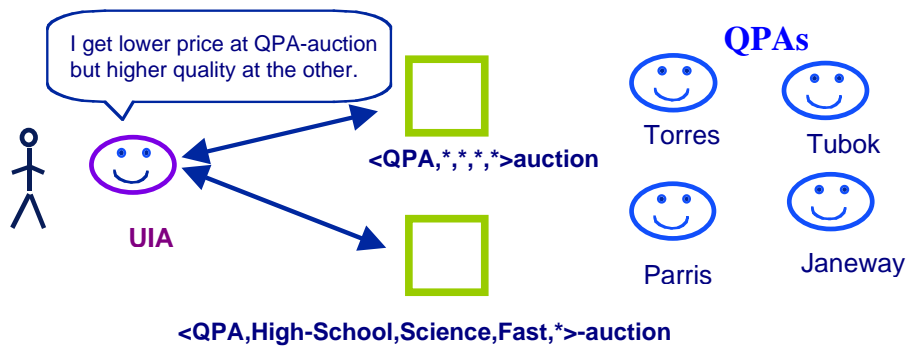 I get lower price at QPA-auction
but higher quality at the other.
QPAs
Torres
Tubok
<QPA,*,*,*,*>auction
UIA
Parris
Janeway
<QPA,High-School,Science,Fast,*>-auction